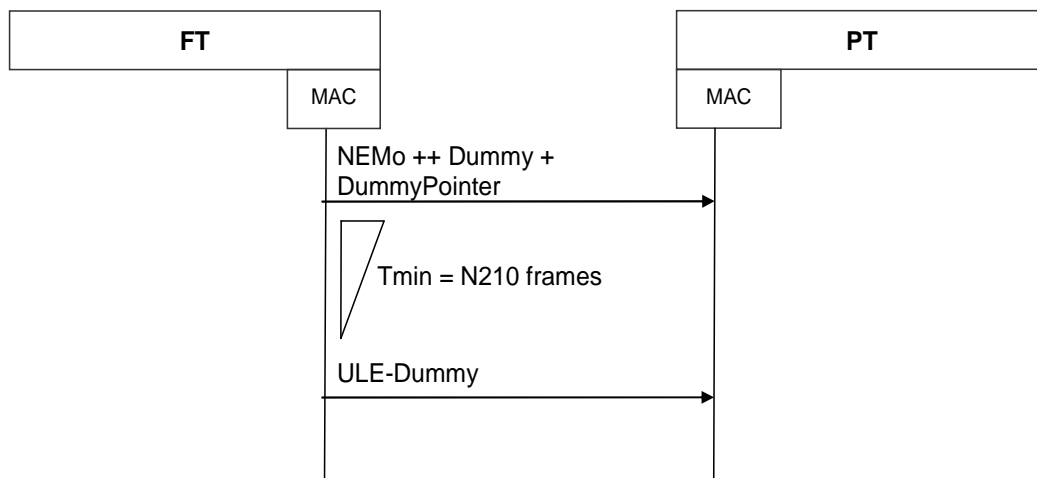 FT
PT
MAC
MAC
NEMo ++ Dummy +
DummyPointer
Tmin = N210 frames
ULE-Dummy